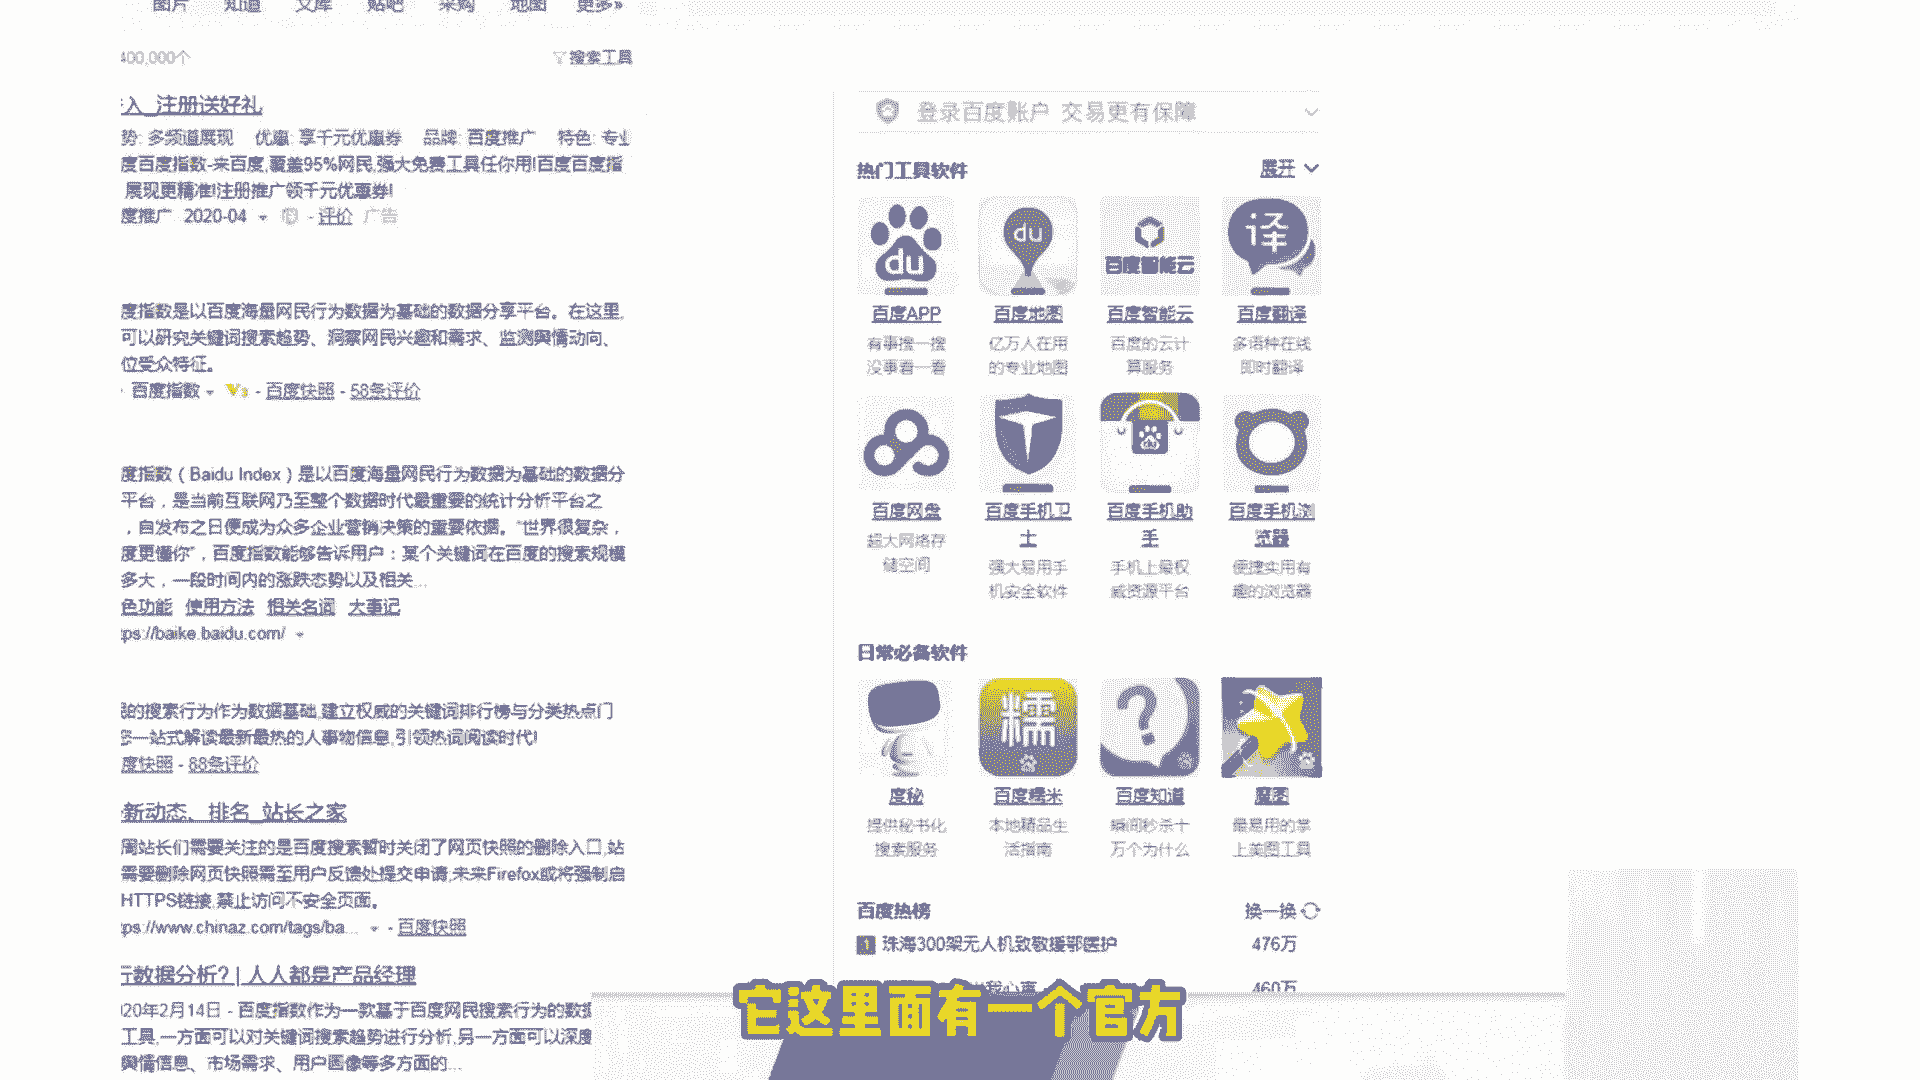 图片 知道 文库 贴吧 采购 地图 更多»
400,000个
搜索工具
入_注册送好礼
势: 多频道展现 优惠: 享千元优惠券 品牌: 百度推广 特色: 专业
度百度指数-来百度,覆盖95%网民,强大免费工具任你用!百度百度指
展现更精准!注册推广领千元优惠券!
度推广 2020-04 - 评价 广告
度指数是以百度海量网民行为数据为基础的数据分享平台。在这里,
可以研究关键词搜索趋势、洞察网民兴趣和需求、监测舆情动向、
位受众特征。
百度指数 - 百度快照 - 58条评价
度指数（Baidu Index）是以百度海量网民行为数据为基础的数据分
平台，是当前互联网乃至整个数据时代最重要的统计分析平台之
，自发布之日便成为众多企业营销决策的重要依据。“世界很复杂，
度更懂你”，百度指数能够告诉用户：某个关键词在百度的搜索规模
多大，一段时间内的涨跌态势以及相关...
色功能 使用方法 相关名词 大事记
ps://baike.baidu.com/
的搜索行为作为数据基础,建立权威的关键词排行榜与分类热点门
一站式解读最新最热的人事物信息,引领热词阅读时代!
度快照 - 88条评价
新动态、排名_站长之家
周站长们需要关注的是百度搜索暂时关闭了网页快照的删除入口,站
需要删除网页快照需至用户反馈处提交申请;未来Firefox或将强制启
HTTPS链接,禁止访问不安全页面。
ps://www.chinaz.com/tags/ba... - 百度快照
数据分析? | 人人都是产品经理
20年2月14日 - 百度指数作为一款基于百度网民搜索行为的数据
工具,一方面可以对关键词搜索趋势进行分析,另一方面可以深度
舆情信息、市场需求、用户画像等多方面的...
登录百度账户 交易更有保障
热门工具软件 展开
du du 百度智能云 译
百度APP 百度地图 百度智能云 百度翻译
有事搜一搜 亿万人在用 百度的云计 多语种在线
没事看一看 的专业地图 算服务 即时翻译
百度网盘 百度手机卫 百度手机助 百度手机浏
士 手 览器
超大网络存 强大易用手 手机上最权 便捷实用有
储空间 机安全软件 威资源平台 趣的浏览器
日常必备软件
糯 ?
度秘 百度糯米 百度知道 魔图
提供秘书化 本地精品生 瞬间秒杀十 最易用的掌
搜索服务 活指南 万个为什么 上美图工具
百度热榜 换一换
1 珠海300架无人机致敬援鄂医护 476万
我心离 460万
它这里面有一个官方